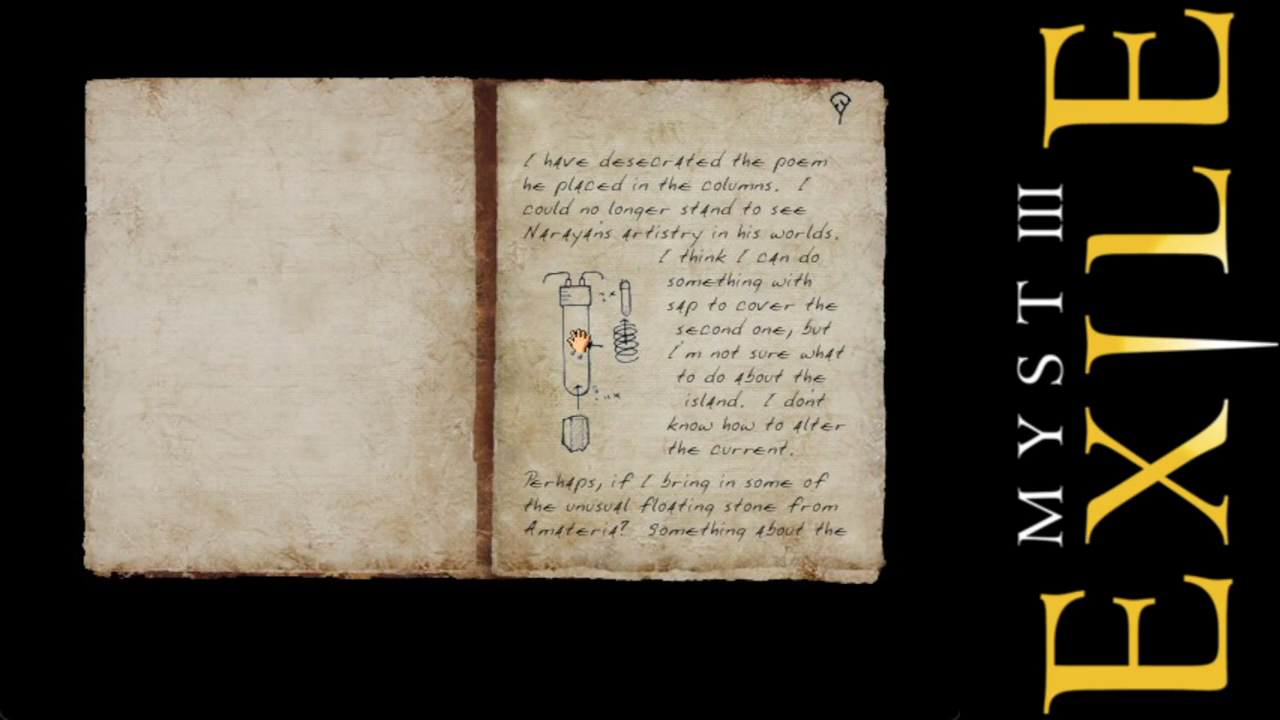 I have desecrated the poem
he placed in the columns. I
could no longer stand to see
Narayan's artistry in his worlds.
I think I can do
something with
sap to cover the
second one, but
I'm not sure what
to do about the
island. I don't
know how to alter
the current.
Perhaps, if I bring in some of
the unusual floating stone from
Amateria? Something about the
MYST III
EXILE